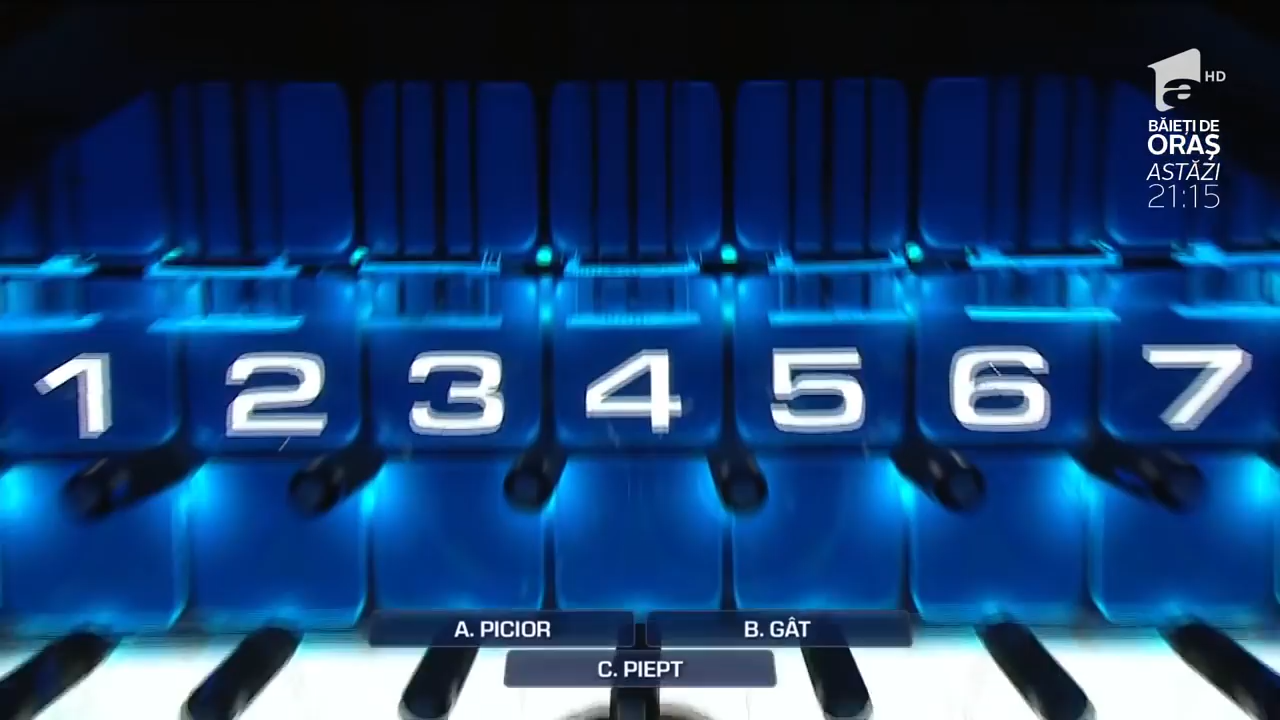 a HD
BĂIEȚI DE
ORAȘ
ASTĂZI
21:15
1 2 3 4 5 6 7
A. PICIOR B. GÂT
C. PIEPT